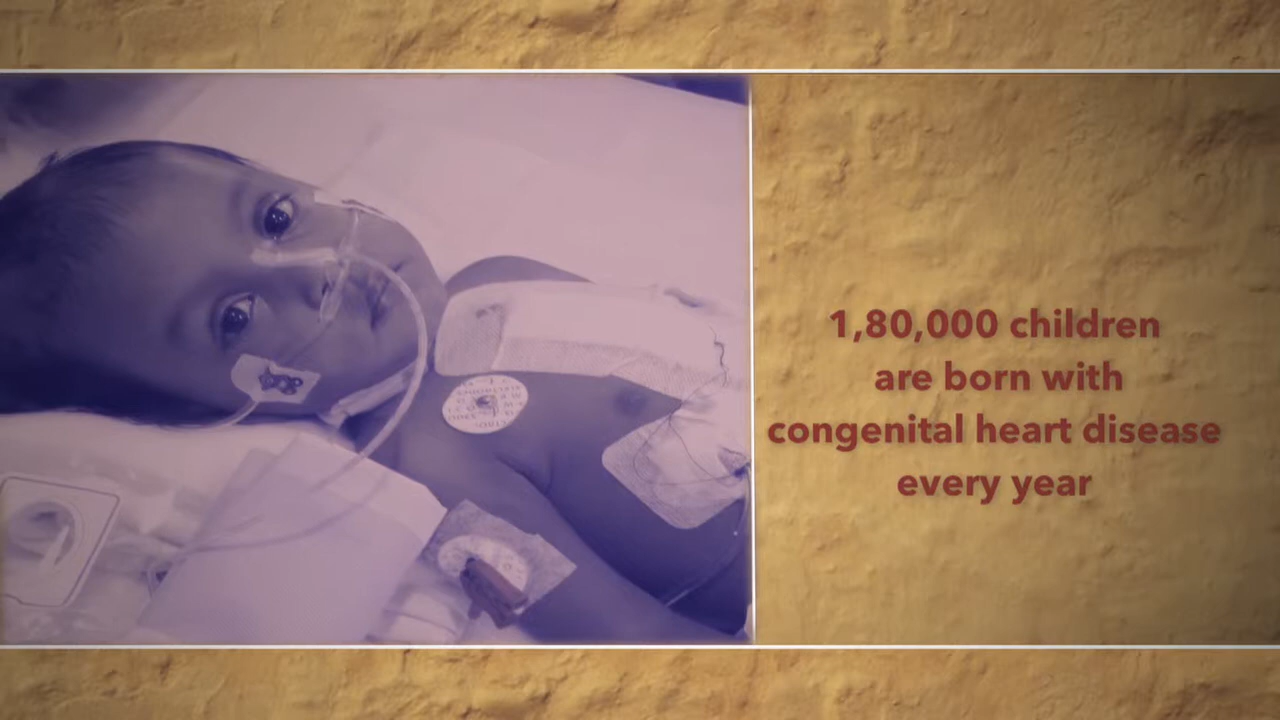 1,80,000 children
are born with
congenital heart disease
every year